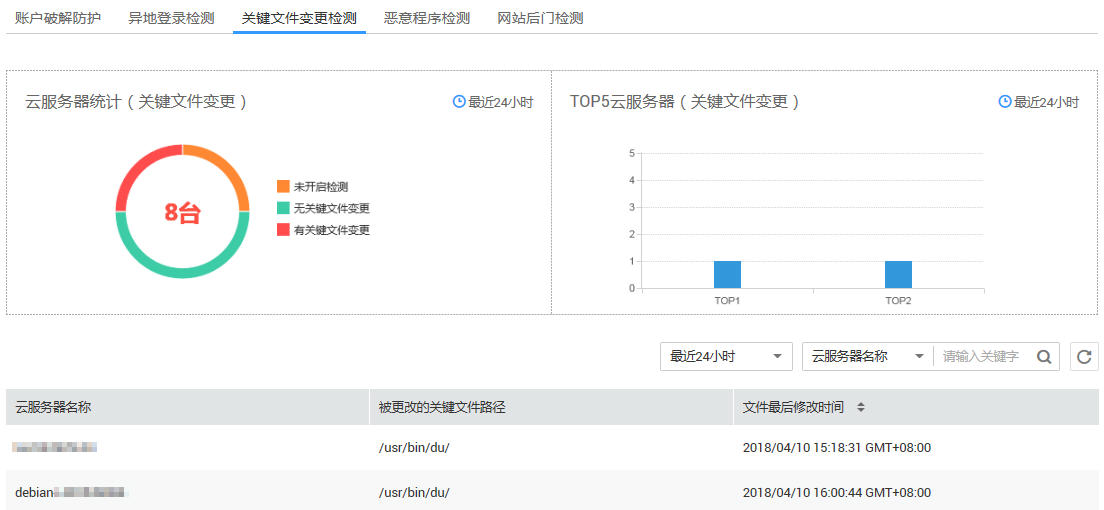 账户破解防护 异地登录检测 关键文件变更检测 恶意程序检测 网站后门检测
云服务器统计（关键文件变更） 最近24小时
8台
未开启检测
无关键文件变更
有关键文件变更
TOP5云服务器（关键文件变更） 最近24小时
5
4
3
2
1
0
TOP1 TOP2
最近24小时 云服务器名称 请输入关键字
云服务器名称 被更改的关键文件路径 文件最后修改时间
/usr/bin/du/ 2018/04/10 15:18:31 GMT+08:00
debian /usr/bin/du/ 2018/04/10 16:00:44 GMT+08:00